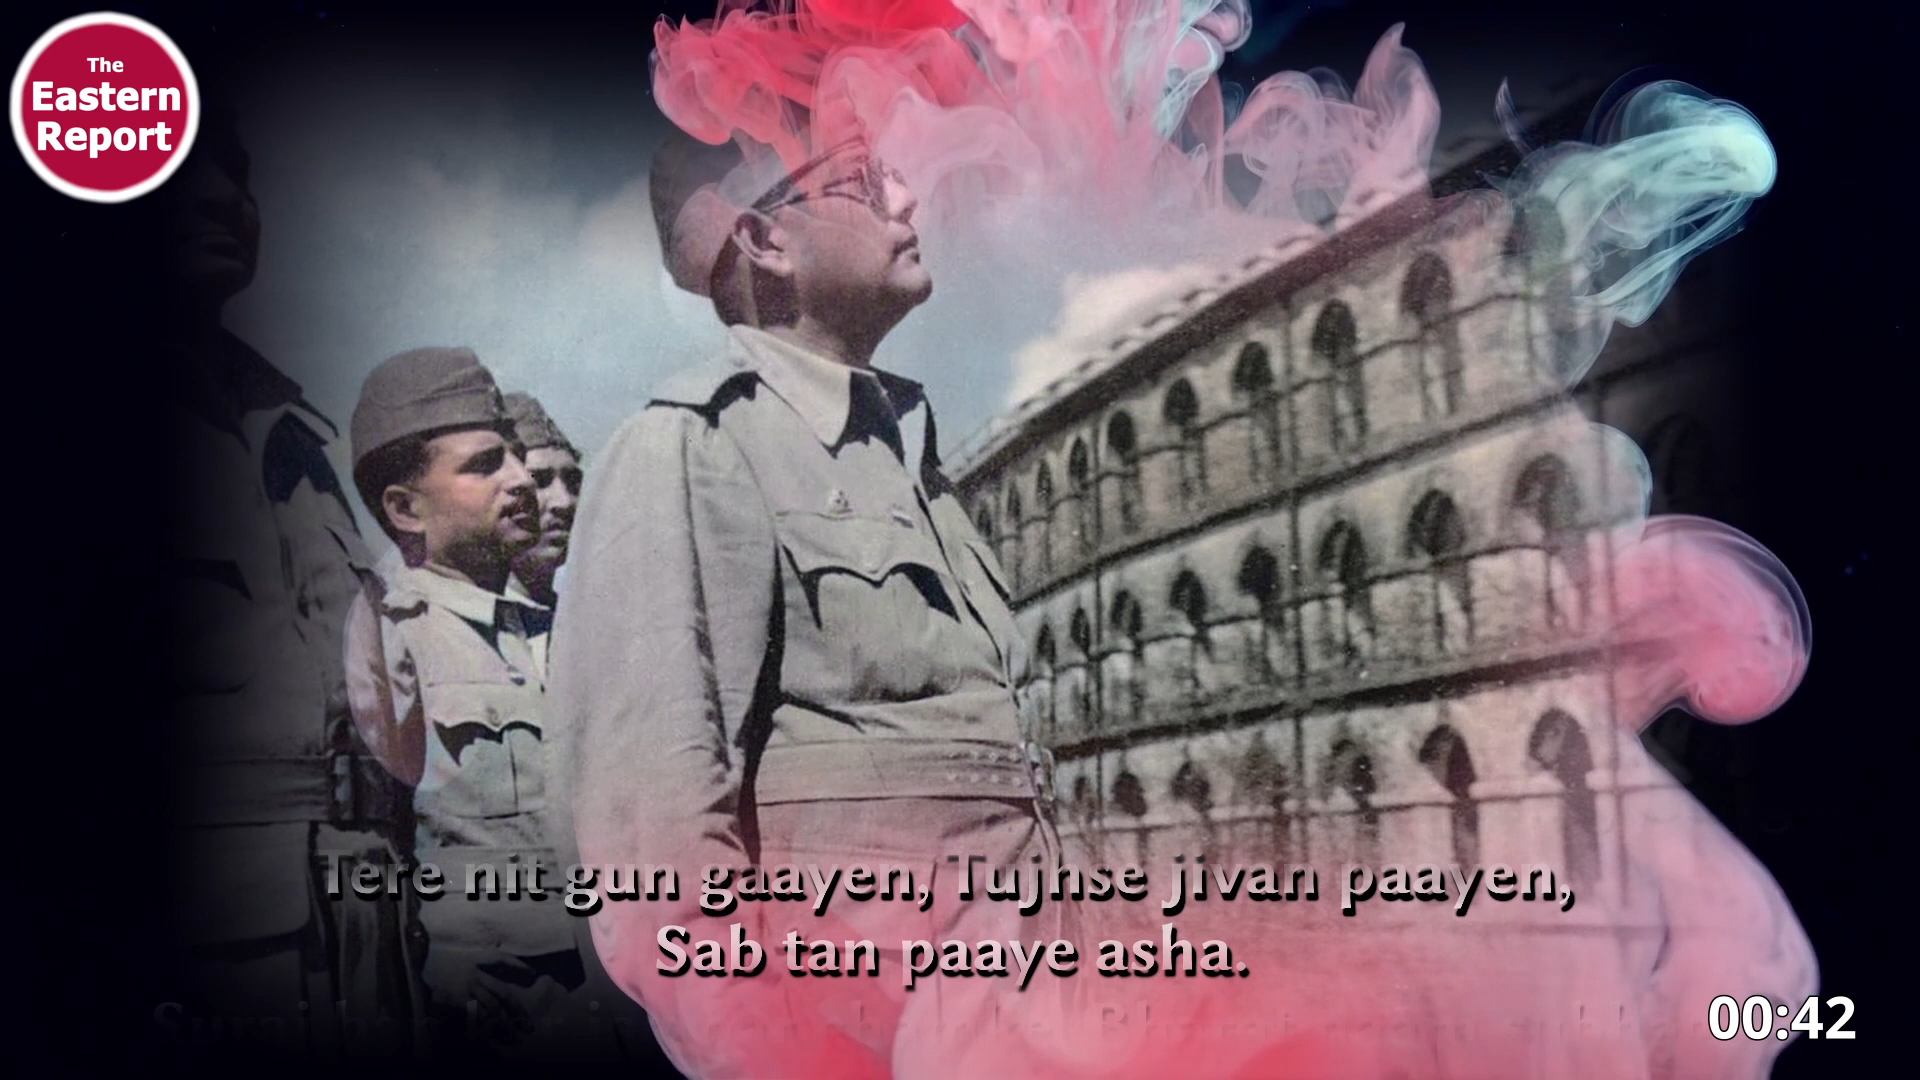 The
Eastern
Report
Tere nit gun gaayen, Tujhse jivan paayen,
Sab tan paaye asha.
00:42